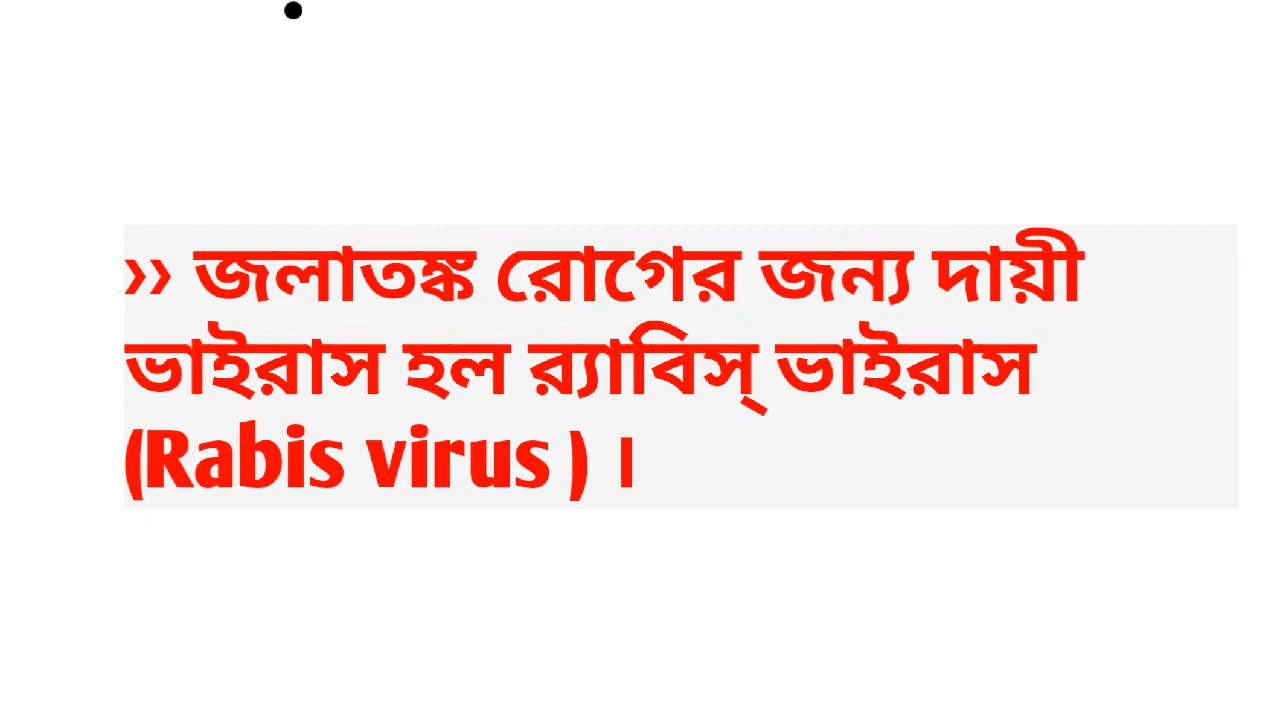 ›› জলাতঙ্ক রোগের জন্য দায়ী
ভাইরাস হল র‍্যাবিস্ ভাইরাস
(Rabis virus ) ।